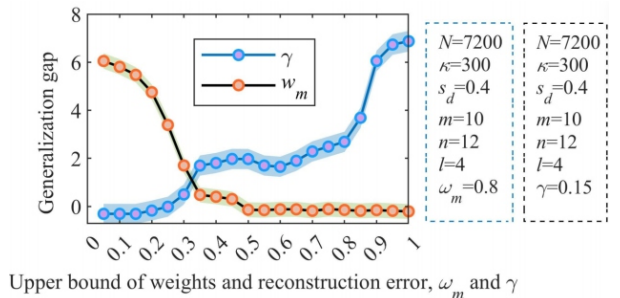 Generalization gap
8
6
4
2
0
γ
w_m
0 0.1 0.2 0.3 0.4 0.5 0.6 0.7 0.8 0.9 1
Upper bound of weights and reconstruction error, ω_m and γ
N=7200
κ=300
s_d=0.4
m=10
n=12
l=4
ω_m=0.8
N=7200
κ=300
s_d=0.4
m=10
n=12
l=4
γ=0.15